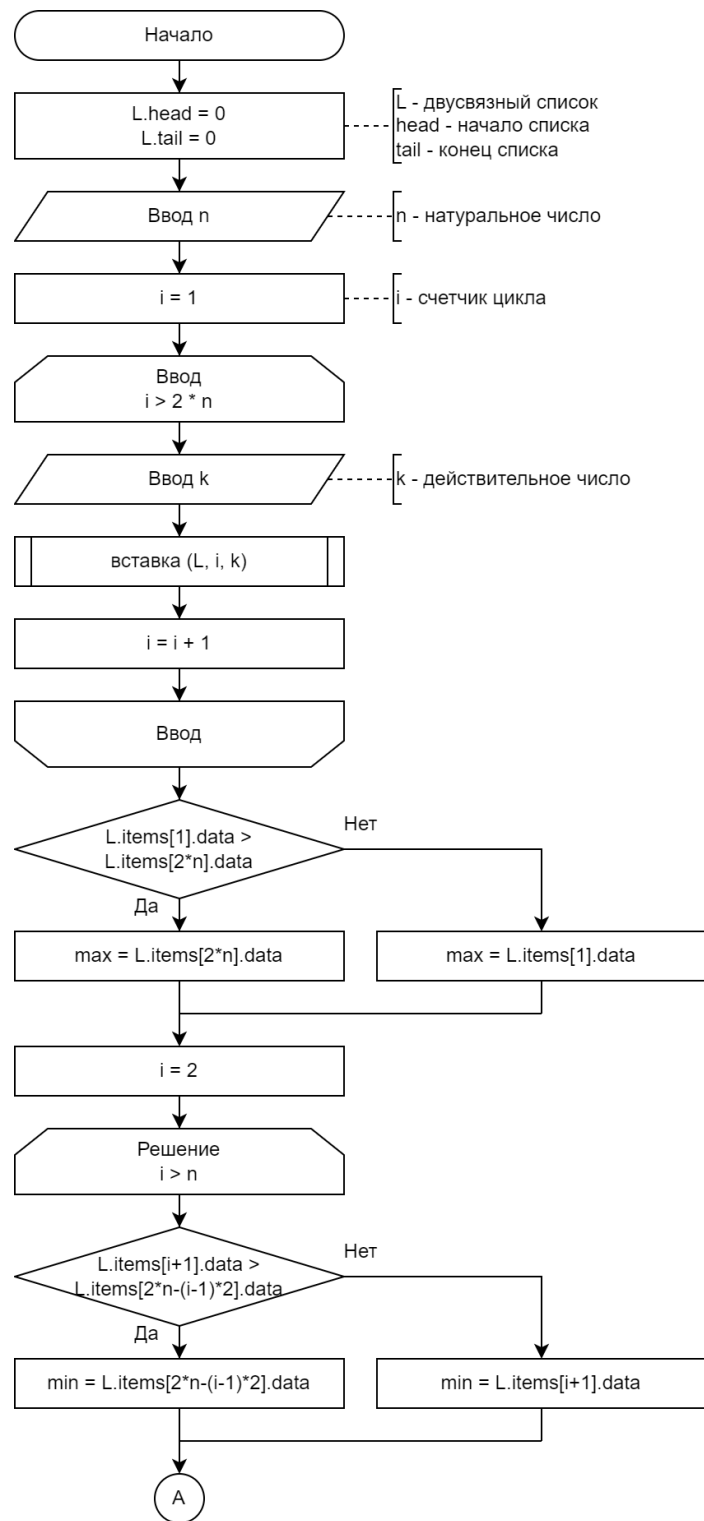 Начало
L.head = 0
L.tail = 0
L - двусвязный список
head - начало списка
tail - конец списка
Ввод n
n - натуральное число
i = 1
i - счетчик цикла
Ввод
i > 2 * n
Ввод k
k - действительное число
вставка (L, i, k)
i = i + 1
Ввод
L.items[1].data >
L.items[2*n].data
Нет
Да
max = L.items[2*n].data
max = L.items[1].data
i = 2
Решение
i > n
L.items[i+1].data >
L.items[2*n-(i-1)*2].data
Нет
Да
min = L.items[2*n-(i-1)*2].data
min = L.items[i+1].data
A